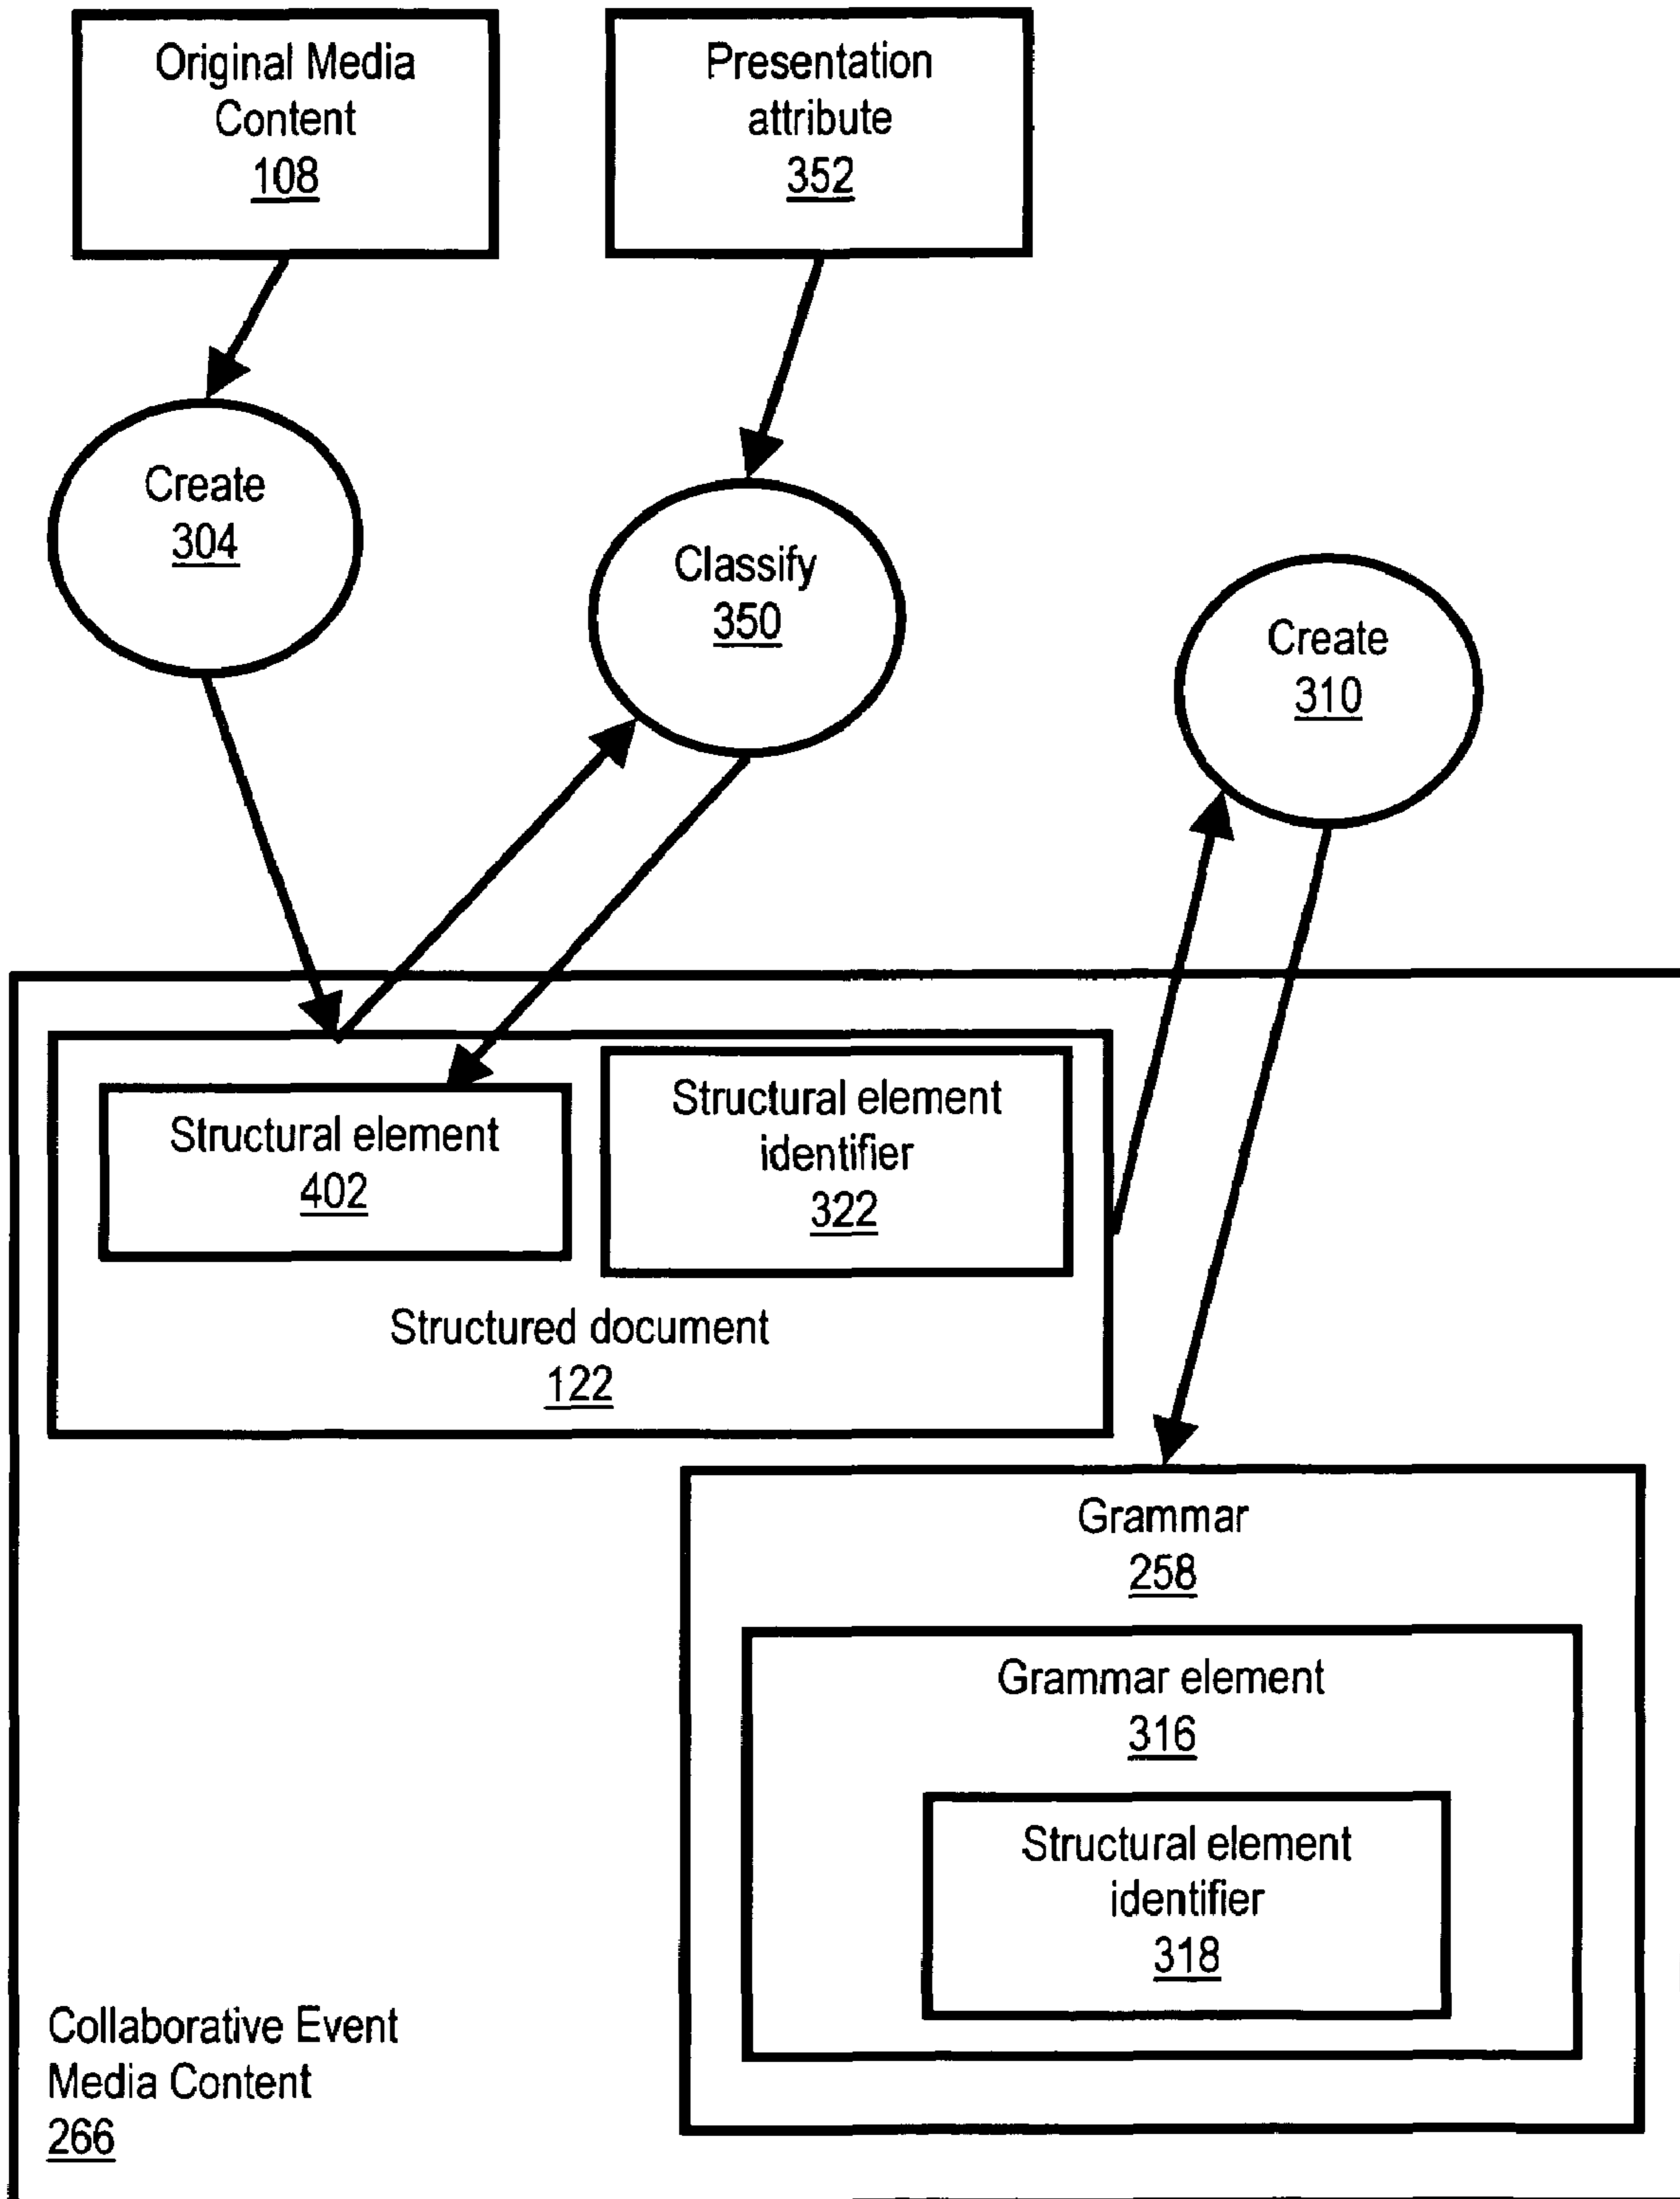 Original Media
Content
108
Presentation
attribute
352
Create
304
Classify
350
Create
310
Structural element
402
Structural element
identifier
322
Structured document
122
Grammar
258
Grammar element
316
Structural element
identifier
318
Collaborative Event
Media Content
266